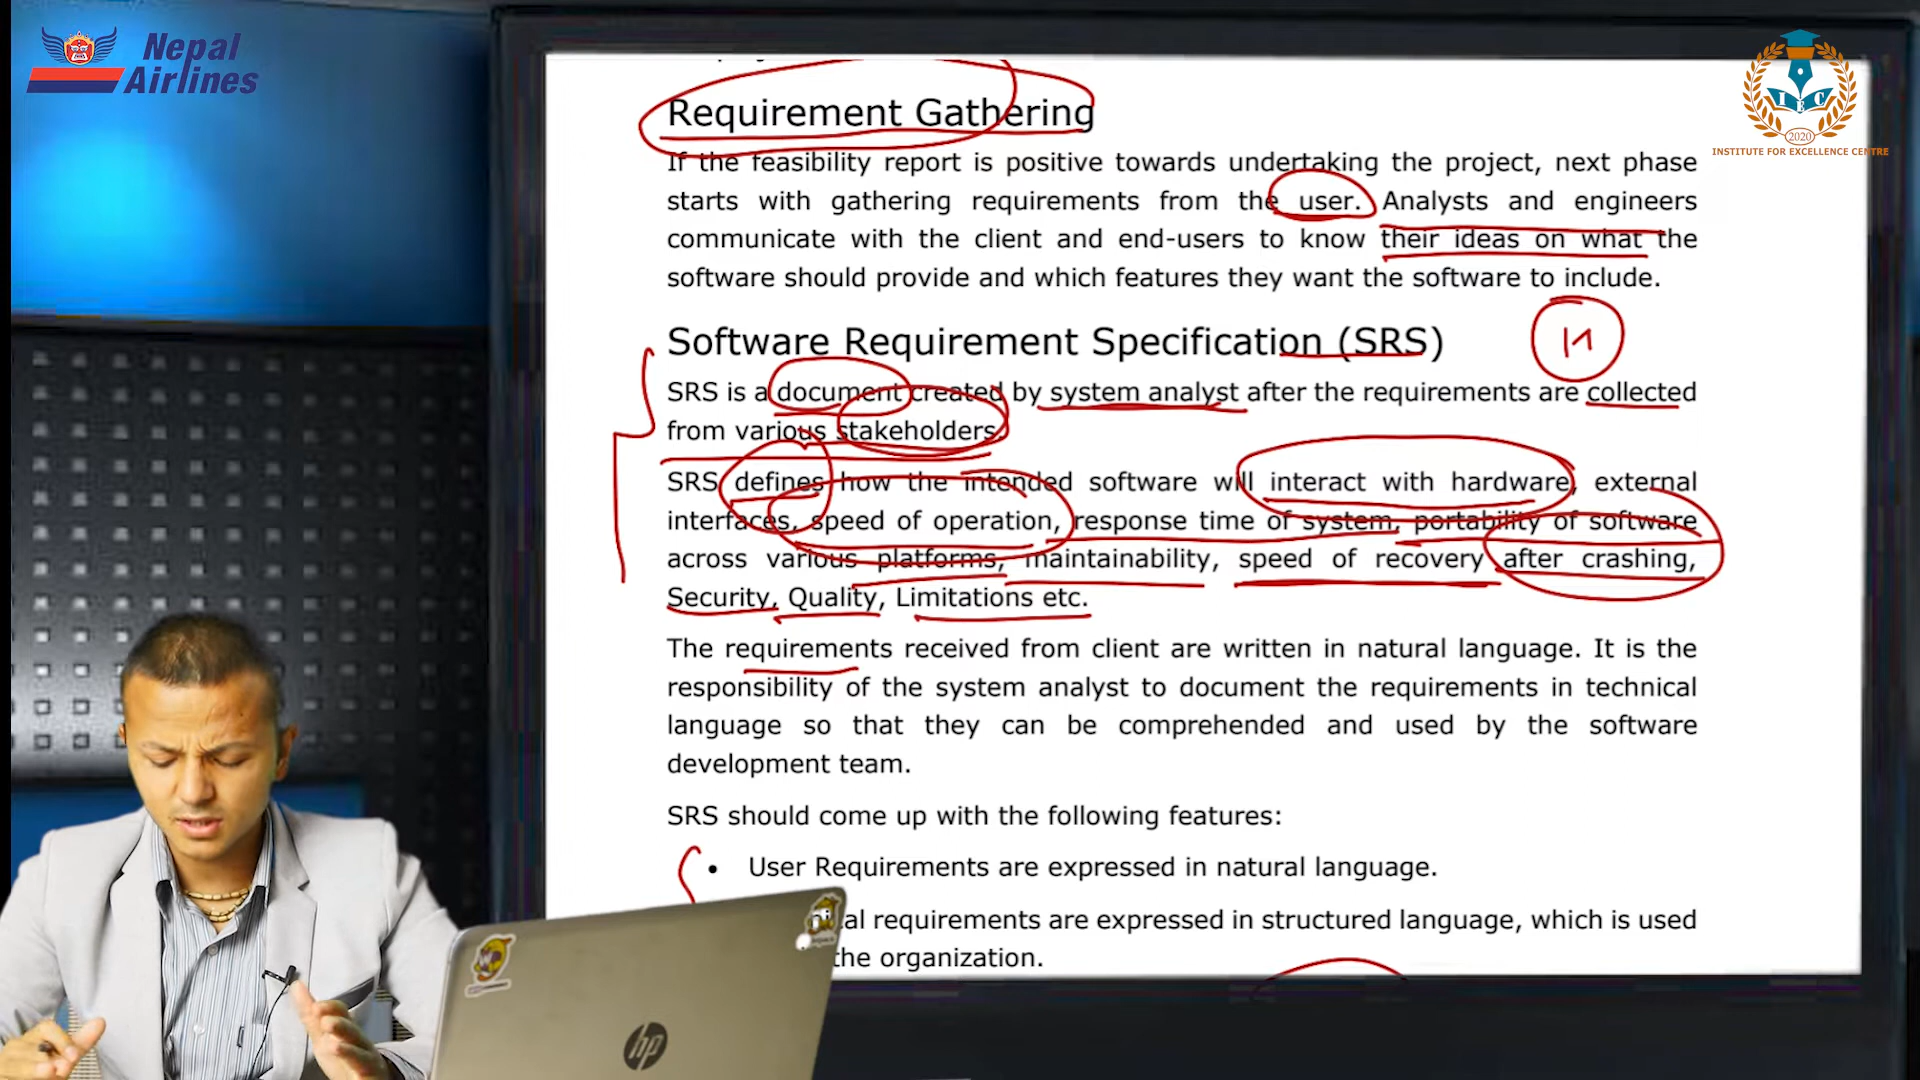 Nepal
Airlines
IEC
2020
INSTITUTE FOR EXCELLENCE CENTRE
Requirement Gathering
If the feasibility report is positive towards undertaking the project, next phase
starts with gathering requirements from the user. Analysts and engineers
communicate with the client and end-users to know their ideas on what the
software should provide and which features they want the software to include.
Software Requirement Specification (SRS)
SRS is a document created by system analyst after the requirements are collected
from various stakeholders.
SRS defines how the intended software will interact with hardware, external
interfaces, speed of operation, response time of system, portability of software
across various platforms, maintainability, speed of recovery after crashing,
Security, Quality, Limitations etc.
The requirements received from client are written in natural language. It is the
responsibility of the system analyst to document the requirements in technical
language so that they can be comprehended and used by the software
development team.
SRS should come up with the following features:
• User Requirements are expressed in natural language.
requirements are expressed in structured language, which is used
the organization.
hp